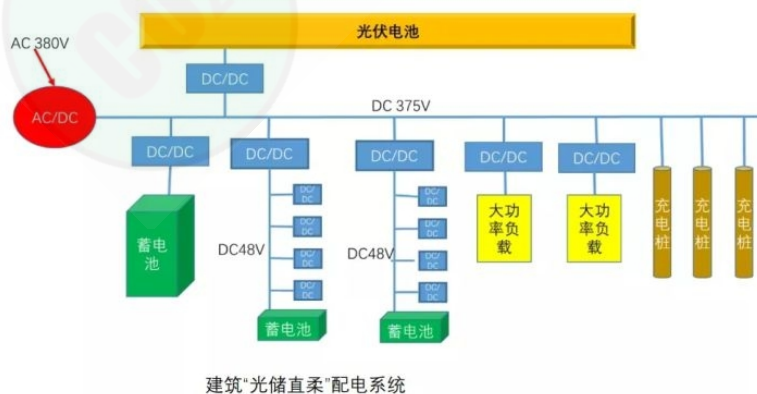 光伏电池
AC 380V
DC/DC
AC/DC
DC 375V
DC/DC
DC/DC
DC/DC
DC/DC
DC/DC
蓄电
池
DC48V
DC/
DC
DC/
DC
DC/
DC
DC/
DC
蓄电池
DC48V
DC/
DC
DC/
DC
DC/
DC
DC/
DC
蓄电池
大功
率负
载
大功
率负
载
充
电
桩
充
电
桩
充
电
桩
建筑“光储直柔”配电系统